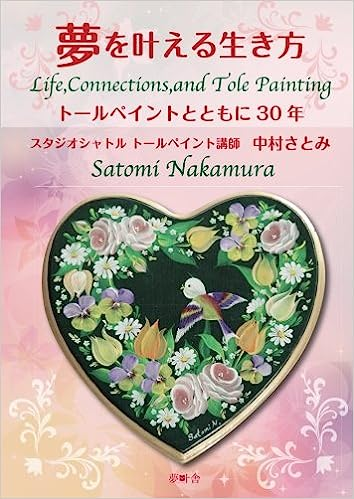 夢を叶える生き方
Life,Connections,and Tole Painting
トールペイントとともに30年
スタジオシャトル トールペイント講師 中村さとみ
Satomi Nakamura
Satomi N.
夢叶舎